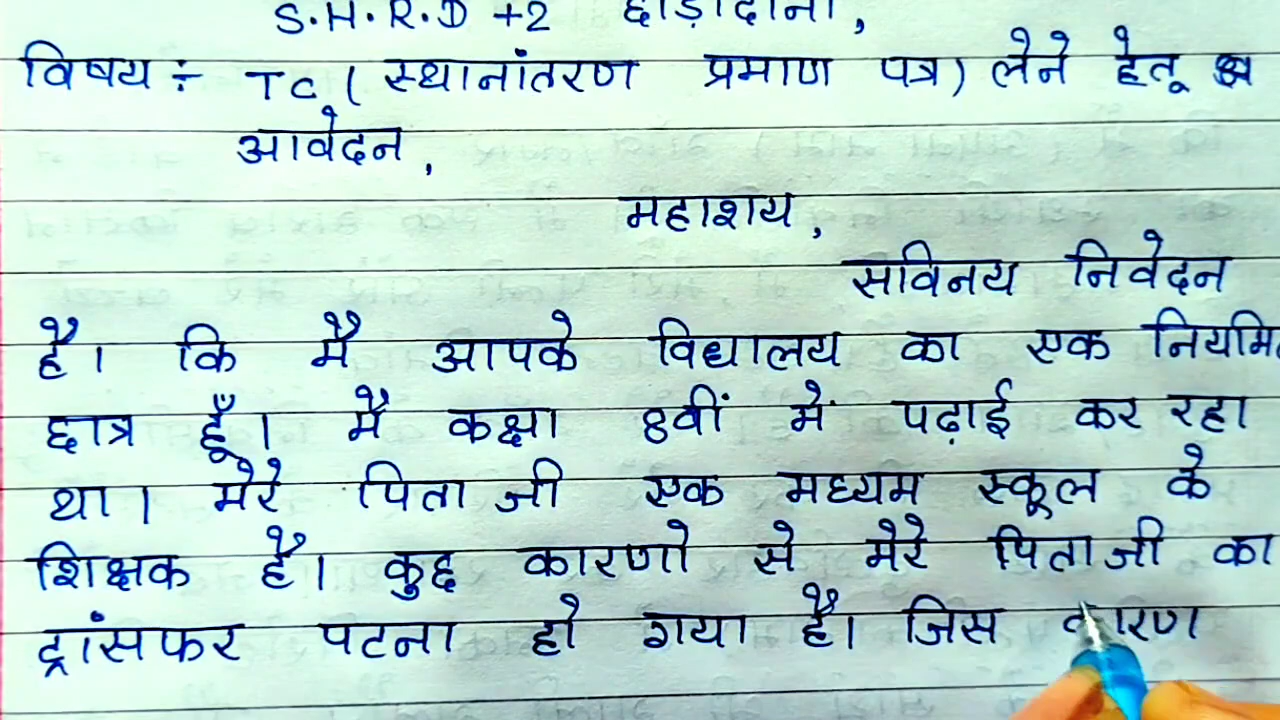 S.H.R.D +2 छौड़ादानो,
विषय ÷ TC ( स्थानांतरण प्रमाण पत्र) लेने हेतू
आवेदन,
महाशय,
सविनय निवेदन
है। कि मै आपके विद्यालय का एक नियमि
छात्र हूँ। मै कक्षा 8वीं मे पढ़ाई कर रहा
था। मेरे पिता जी एक मध्यम स्कूल के
शिक्षक है। कुछ कारणो से मेरे पिता जी का
ट्रांसफर पटना हो गया है। जिस कारण